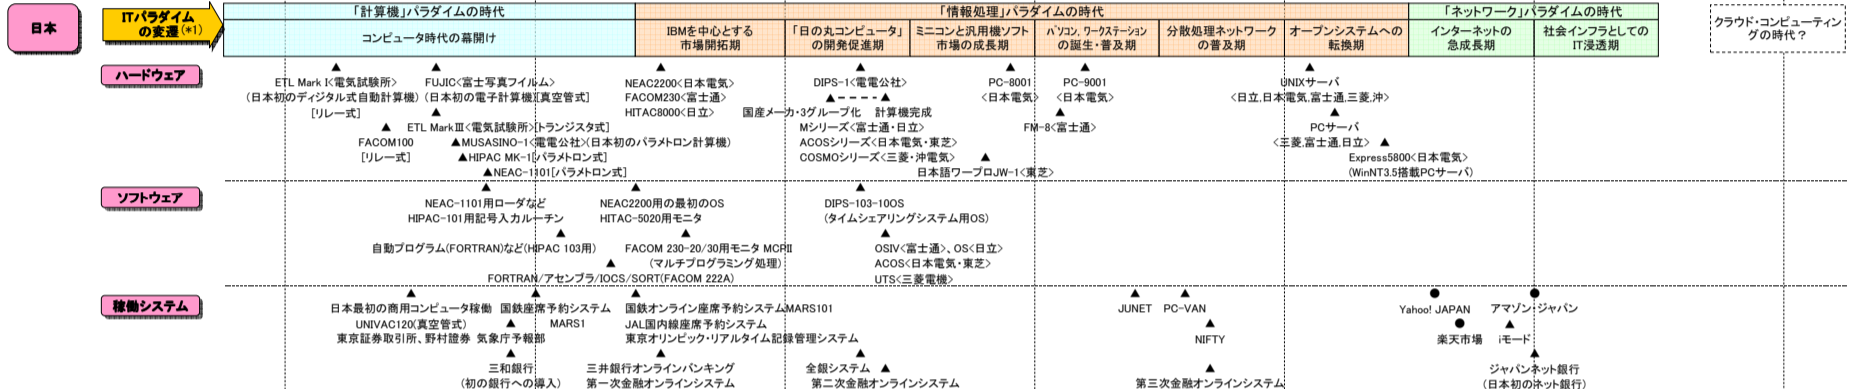 日本
ITパラダイム
の変遷(*1)
「計算機」パラダイムの時代
「情報処理」パラダイムの時代
「ネットワーク」パラダイムの時代
コンピュータ時代の幕開け
IBMを中心とする
市場開拓期
「日の丸コンピュータ」
の開発促進期
ミニコンと汎用機ソフト
市場の成長期
パソコン, ワークステーション
の誕生・普及期
分散処理ネットワーク
の普及期
オープンシステムへの
転換期
インターネットの
急成長期
社会インフラとしての
IT浸透期
クラウド・コンピューティン
グの時代？
ハードウェア
ETL Mark Ⅰ<電気試験所>
(日本初のディジタル式自動計算機)
[リレー式]
FUJIC<富士写真フイルム>
(日本初の電子計算機)[真空管式]
ETL MarkⅢ<電気試験所>[トランジスタ式]
FACOM100
[リレー式]
MUSASINO-1<電電公社>(日本初のパラメトロン計算機)
HIPAC MK-1[パラメトロン式]
NEAC-1101[パラメトロン式]
NEAC2200<日本電気>
FACOM230<富士通>
HITAC8000<日立>
DIPS-1<電電公社>
国産メーカ・3グループ化 計算機完成
Mシリーズ<富士通・日立>
ACOSシリーズ<日本電気・東芝>
COSMOシリーズ<三菱・沖電気>
日本語ワープロJW-1<東芝>
PC-8001
<日本電気>
PC-9001
<日本電気>
FM-8<富士通>
UNIXサーバ
<日立,日本電気,富士通,三菱,沖>
PCサーバ
<三菱,富士通,日立>
Express5800<日本電気>
(WinNT3.5搭載PCサーバ)
ソフトウェア
NEAC-1101用ローダなど
HIPAC-101用記号入力ルーチン
自動プログラム(FORTRAN)など(HIPAC 103用)
FORTRAN/アセンブラ/IOCS/SORT(FACOM 222A)
NEAC2200用の最初のOS
HITAC-5020用モニタ
FACOM 230-20/30用モニタ MCPⅡ
(マルチプログラミング処理)
DIPS-103-10OS
(タイムシェアリングシステム用OS)
OSIV<富士通>、OS<日立>
ACOS<日本電気・東芝>
UTS<三菱電機>
稼働システム
日本最初の商用コンピュータ稼働
UNIVAC120(真空管式)
東京証券取引所、野村證券
気象庁予報部
国鉄座席予約システム
MARS1
三和銀行
(初の銀行への導入)
国鉄オンライン座席予約システムMARS101
JAL国内線座席予約システム
東京オリンピック・リアルタイム記録管理システム
三井銀行オンラインバンキング
第一次金融オンラインシステム
全銀システム
第二次金融オンラインシステム
JUNET
PC-VAN
NIFTY
第三次金融オンラインシステム
Yahoo! JAPAN
アマゾン・ジャパン
楽天市場
iモード
ジャパンネット銀行
(日本初のネット銀行)